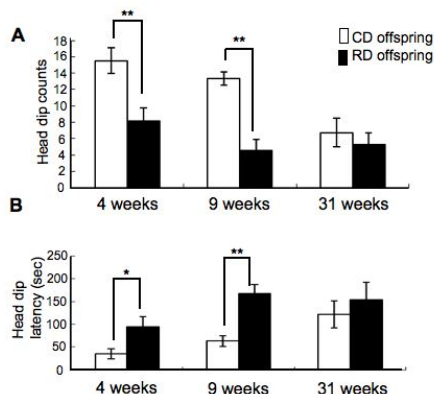 A
**
**
CD offspring
RD offspring
Head dip counts
18
16
14
12
10
8
6
4
2
0
4 weeks 9 weeks 31 weeks
B
Head dip
latency (sec)
250
200
150
100
50
0
*
**
4 weeks 9 weeks 31 weeks